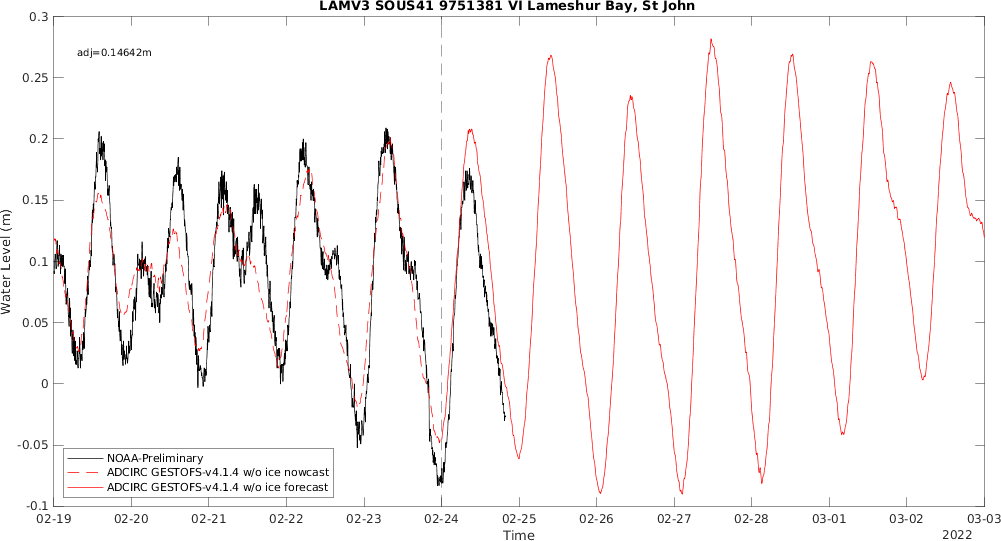 LAMV3 SOUS41 9751381 VI Lameshur Bay, St John
adj=0.14642m
0.3
0.25
0.2
0.15
0.1
0.05
0
-0.05
-0.1
Water Level (m)
NOAA-Preliminary
ADCIRC GESTOFS-v4.1.4 w/o ice nowcast
ADCIRC GESTOFS-v4.1.4 w/o ice forecast
02-19 02-20 02-21 02-22 02-23 02-24 02-25 02-26 02-27 02-28 03-01 03-02 03-03
Time
2022